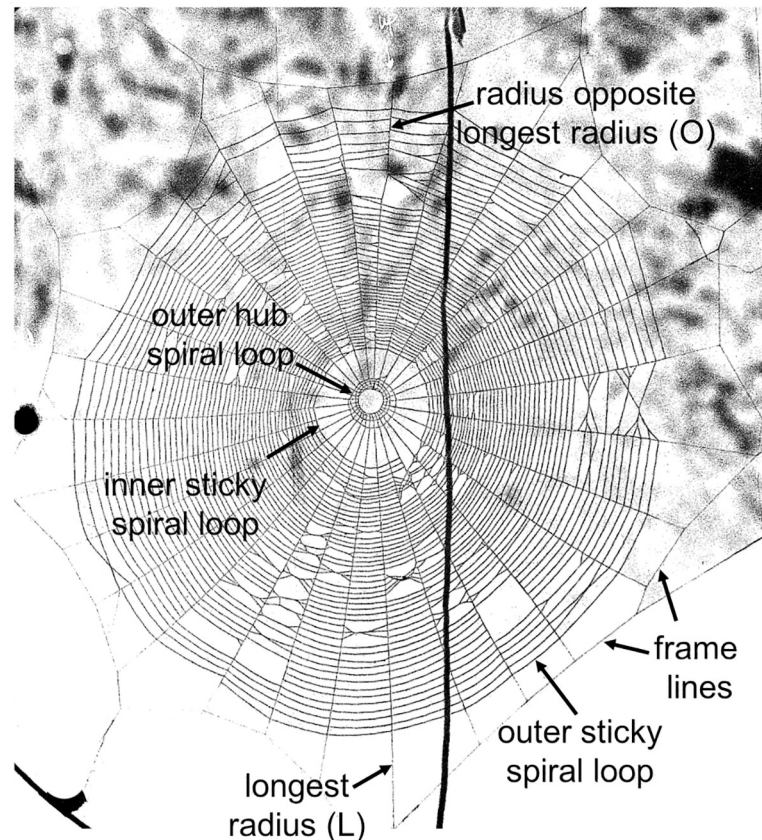 radius opposite
longest radius (O)
outer hub
spiral loop
inner sticky
spiral loop
frame
lines
outer sticky
spiral loop
longest
radius (L)